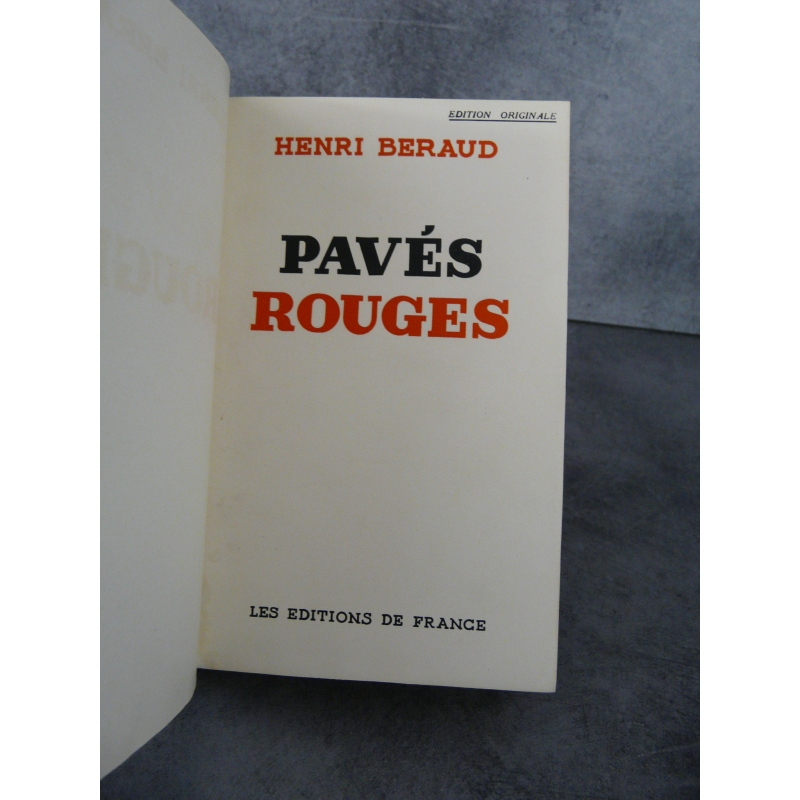 EDITION ORIGINALE
HENRI BERAUD
PAVÉS
ROUGES
LES EDITIONS DE FRANCE